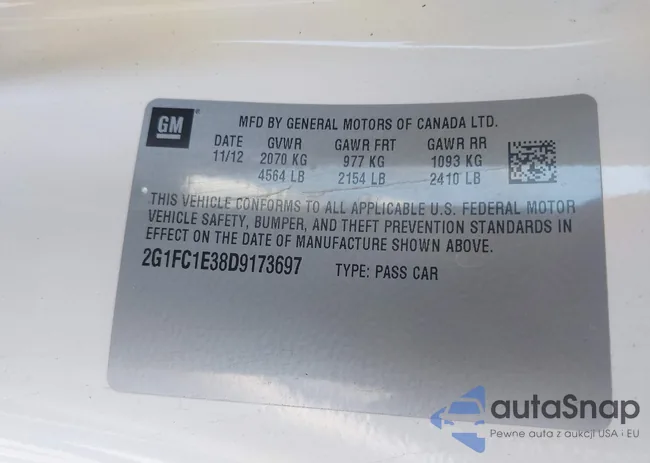 GM
MFD BY GENERAL MOTORS OF CANADA LTD.
DATE GVWR GAWR FRT GAWR RR
11/12 2070 KG 977 KG 1093 KG
4564 LB 2154 LB 2410 LB
THIS VEHICLE CONFORMS TO ALL APPLICABLE U.S. FEDERAL MOTOR
VEHICLE SAFETY, BUMPER, AND THEFT PREVENTION STANDARDS IN
EFFECT ON THE DATE OF MANUFACTURE SHOWN ABOVE.
2G1FC1E38D9173697 TYPE: PASS CAR
autaSnap
Pewne auta z aukcji USA i EU